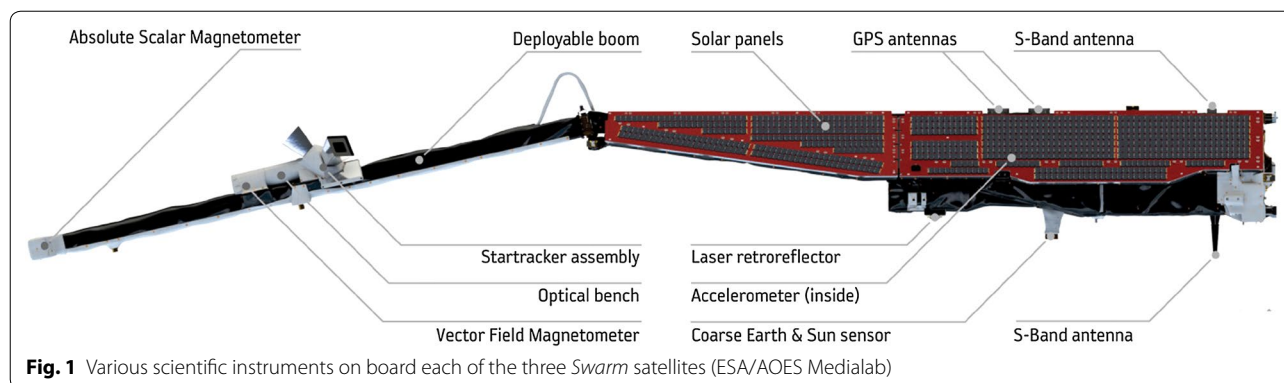 Absolute Scalar Magnetometer
Deployable boom
Solar panels
GPS antennas
S-Band antenna
Startracker assembly
Laser retroreflector
Optical bench
Accelerometer (inside)
Vector Field Magnetometer
Coarse Earth & Sun sensor
S-Band antenna
Fig. 1 Various scientific instruments on board each of the three Swarm satellites (ESA/AOES Medialab)